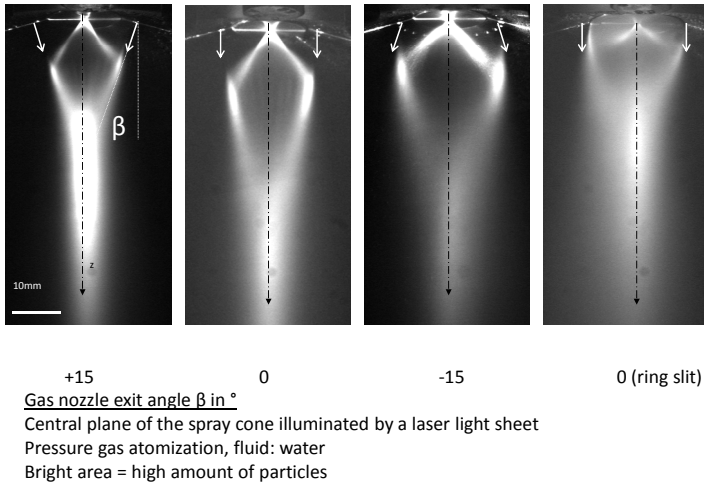 β
z
10mm
+15 0 -15 0 (ring slit)
Gas nozzle exit angle β in °
Central plane of the spray cone illuminated by a laser light sheet
Pressure gas atomization, fluid: water
Bright area = high amount of particles